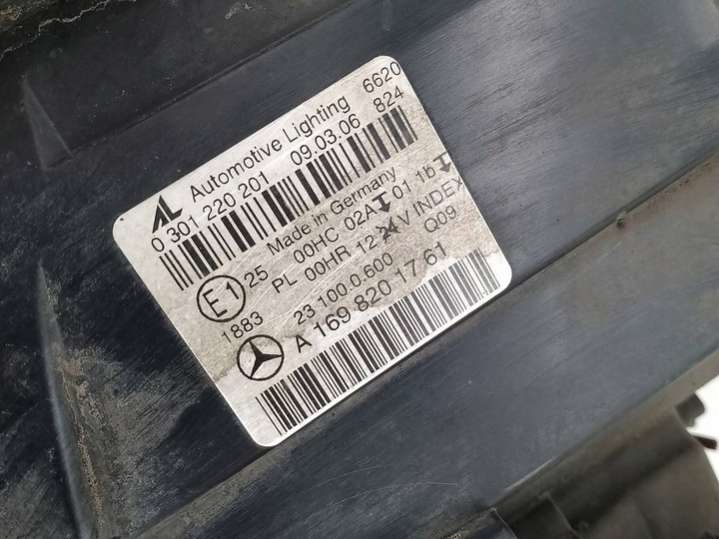 AL Automotive Lighting 6620
0 301 220 201 09.03.06 824
Made in Germany
E1 25 00HC 02A 01 1b
PL 00HR 12 V INDEX
1883 23 100 0-600 Q09
A 169 820 17 61